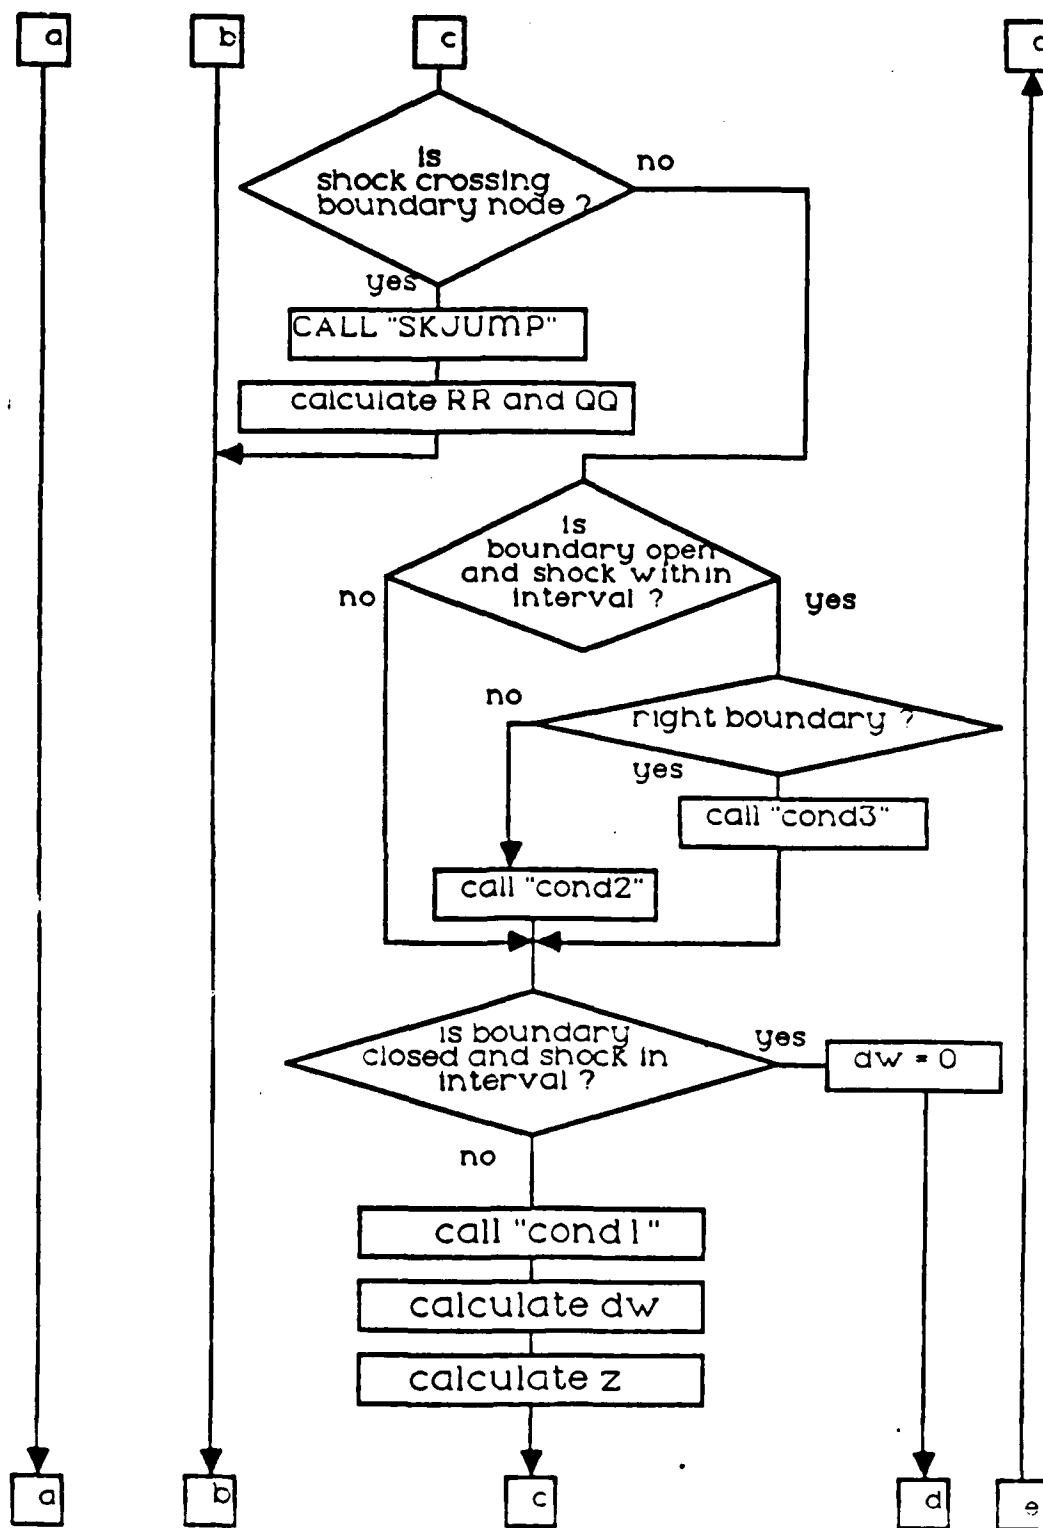 a
b
c
d
is
shock crossing
boundary node ?
no
yes
CALL "SKJUMP"
calculate RR and QQ
is
boundary open
and shock within
interval ?
no
yes
no
right boundary ?
yes
call "cond3"
call "cond2"
is boundary
closed and shock in
interval ?
yes
dw = 0
no
call "cond1"
calculate dw
calculate z
a
b
c
d
e